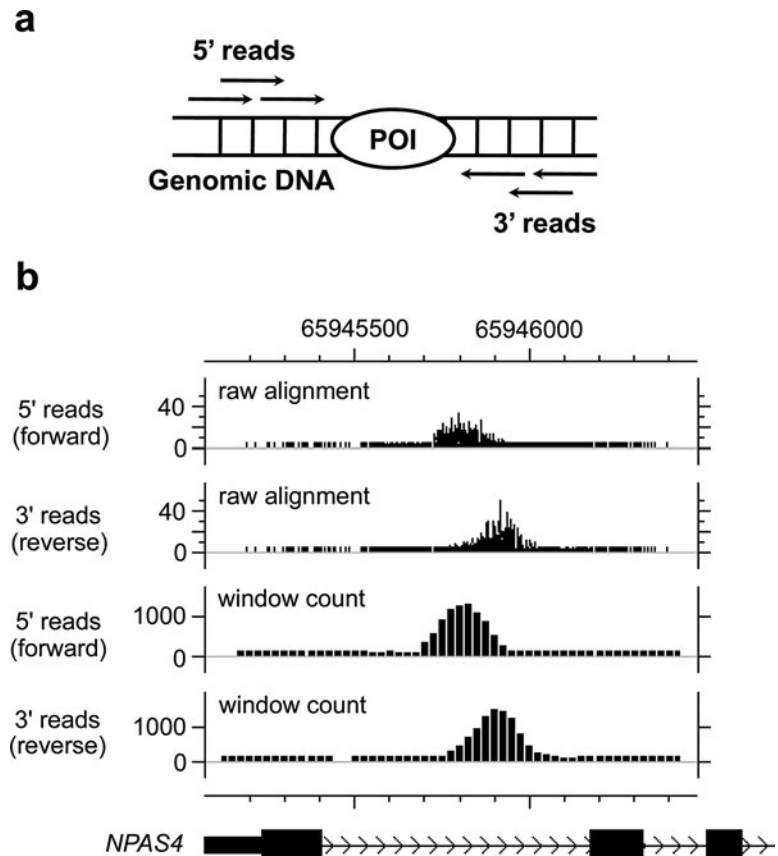 a
5' reads
POI
Genomic DNA
3' reads
b
65945500 65946000
5' reads
(forward)
40
0
raw alignment
3' reads
(reverse)
40
0
raw alignment
5' reads
(forward)
1000
0
window count
3' reads
(reverse)
1000
0
window count
NPAS4